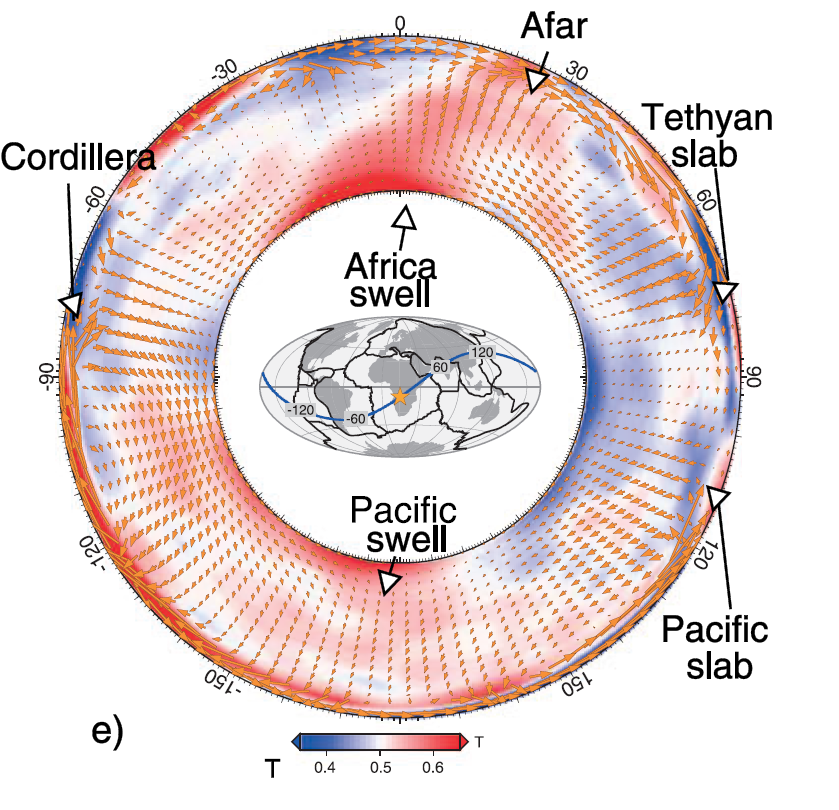 0
Afar
-30
30
Tethyan
slab
Cordillera
-60
60
Africa
swell
120
60
-90
90
-120
-60
Pacific
swell
-120
120
Pacific
slab
-150
150
e)
T
T
0.4
0.5
0.6